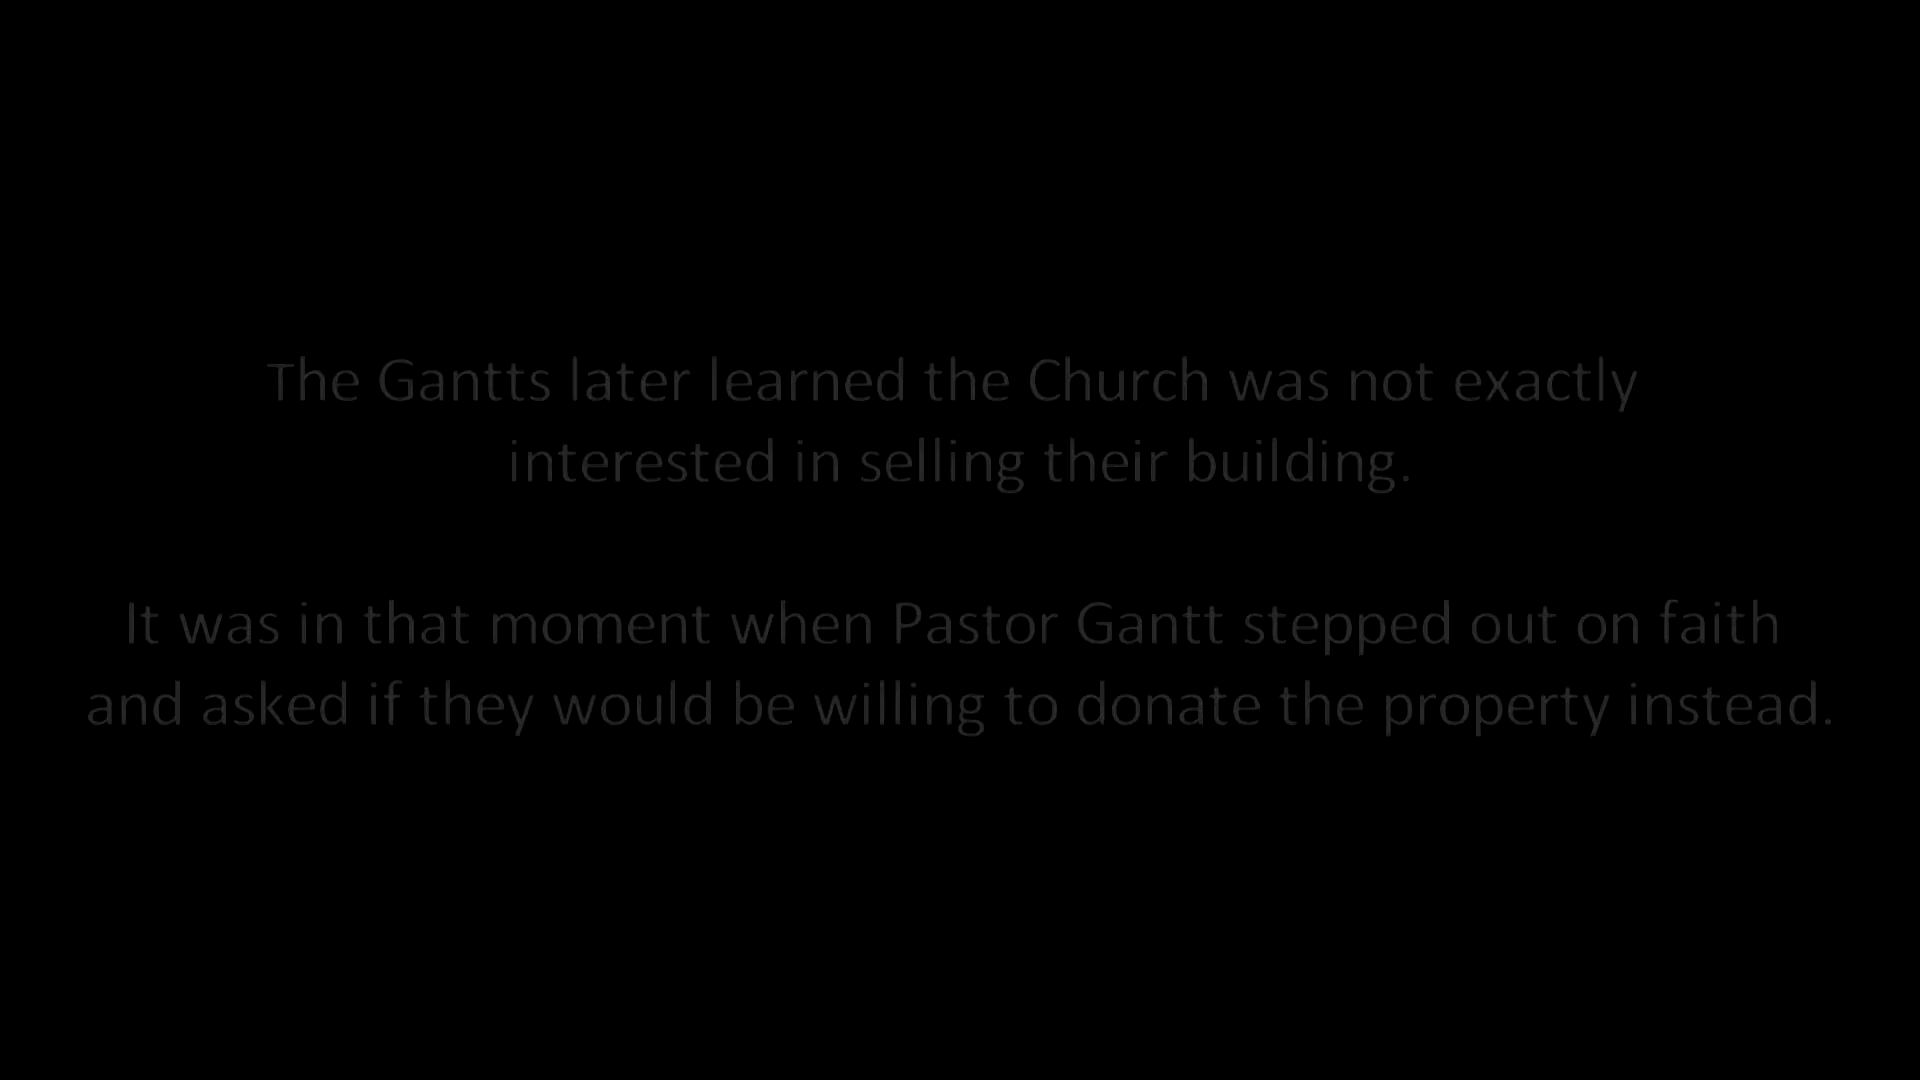 The Gantts later learned the Church was not exactly
interested in selling their building.
It was in that moment when Pastor Gantt stepped out on faith
and asked if they would be willing to donate the property instead.